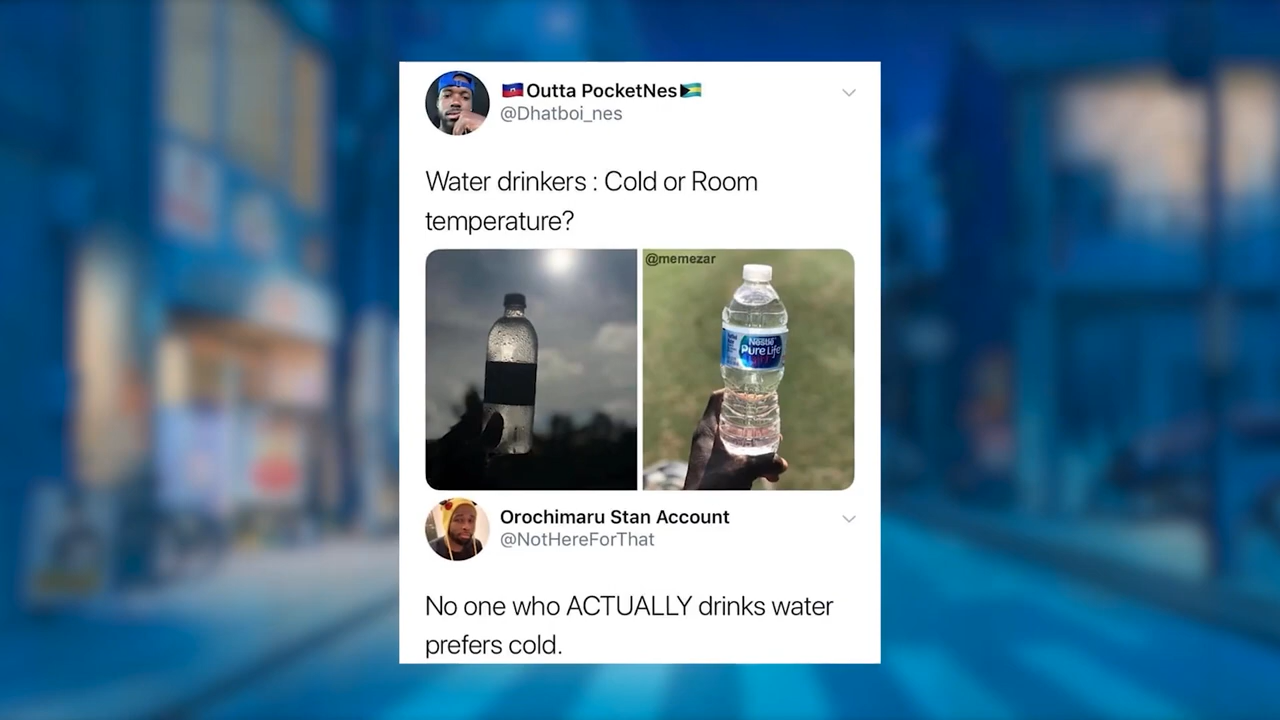 🇭🇹Outta PocketNes🇧🇸
@Dhatboi_nes
Water drinkers : Cold or Room
temperature?
@memezar
Nestlé
Pure Life
Orochimaru Stan Account
@NotHereForThat
No one who ACTUALLY drinks water
prefers cold.